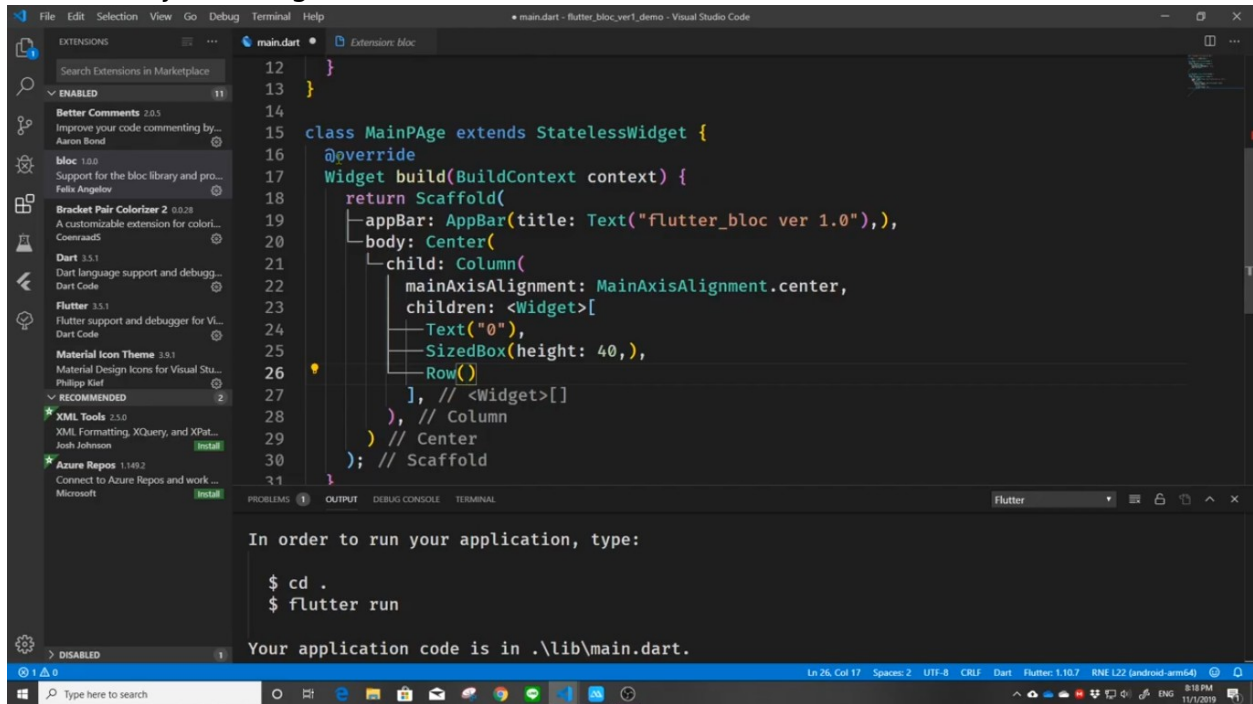 File Edit Selection View Go Debug Terminal Help
● main.dart - flutter_bloc_ver1_demo - Visual Studio Code
EXTENSIONS
main.dart ●
Extension: bloc
Search Extensions in Marketplace
ENABLED 11
Better Comments 2.0.5
Improve your code commenting by...
Aaron Bond
bloc 1.0.0
Support for the bloc library and pro...
Felix Angelov
Bracket Pair Colorizer 2 0.0.28
A customizable extension for colori...
CoenraadS
Dart 3.5.1
Dart language support and debugg...
Dart Code
Flutter 3.5.1
Flutter support and debugger for Vi...
Dart Code
Material Icon Theme 3.9.1
Material Design Icons for Visual Stu...
Philipp Kief
RECOMMENDED 2
XML Tools 2.5.0
XML Formatting, XQuery, and XPat...
Josh Johnson Install
Azure Repos 1.149.2
Connect to Azure Repos and work ...
Microsoft Install
DISABLED 1
12 }
13 }
14
15 class MainPAge extends StatelessWidget {
16 @override
17 Widget build(BuildContext context) {
18 return Scaffold(
19 appBar: AppBar(title: Text("flutter_bloc ver 1.0"),),
20 body: Center(
21 child: Column(
22 mainAxisAlignment: MainAxisAlignment.center,
23 children: <Widget>[
24 Text("0"),
25 SizedBox(height: 40,),
26 Row()
27 ], // <Widget>[]
28 ), // Column
29 ) // Center
30 ); // Scaffold
31 }
PROBLEMS 1 OUTPUT DEBUG CONSOLE TERMINAL Flutter
In order to run your application, type:
$ cd .
$ flutter run
Your application code is in .\lib\main.dart.
1 0 Ln 26, Col 17 Spaces: 2 UTF-8 CRLF Dart Flutter: 1.10.7 RNE L22 (android-arm64)
Type here to search
ENG
8:18 PM
11/1/2019